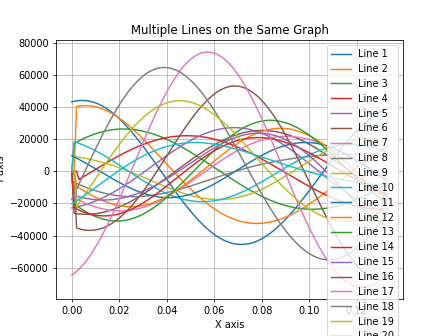 Multiple Lines on the Same Graph
80000
60000
40000
20000
0
−20000
−40000
−60000
0.00
0.02
0.04
0.06
0.08
0.10
X axis
Line 1
Line 2
Line 3
Line 4
Line 5
Line 6
Line 7
Line 8
Line 9
Line 10
Line 11
Line 12
Line 13
Line 14
Line 15
Line 16
Line 17
Line 18
Line 19
Line 20